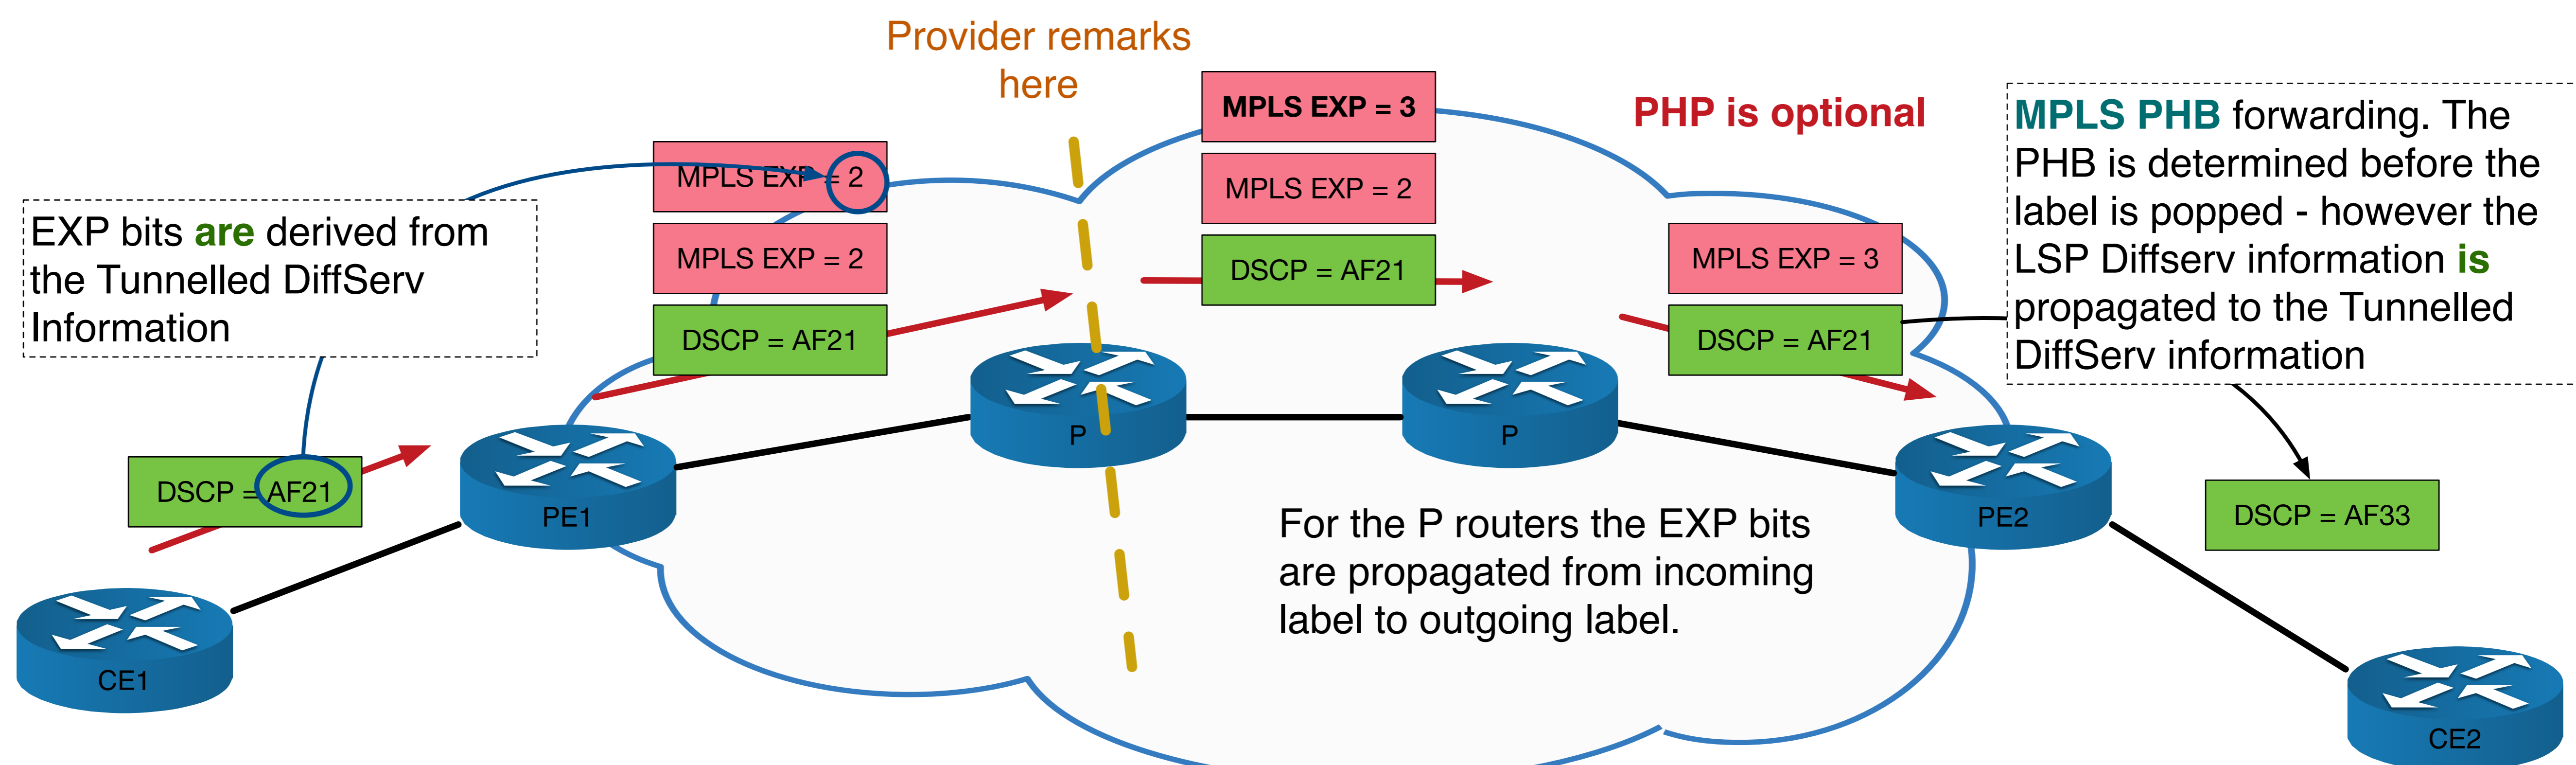 Provider remarks
here
MPLS EXP = 3
MPLS EXP = 2
DSCP = AF21
PHP is optional
MPLS PHB forwarding. The
PHB is determined before the
label is popped - however the
LSP Diffserv information is
propagated to the Tunnelled
DiffServ information
MPLS EXP = 2
MPLS EXP = 2
DSCP = AF21
EXP bits are derived from
the Tunnelled DiffServ
Information
MPLS EXP = 3
DSCP = AF21
DSCP = AF21
PE1
P
P
PE2
DSCP = AF33
For the P routers the EXP bits
are propagated from incoming
label to outgoing label.
CE1
CE2